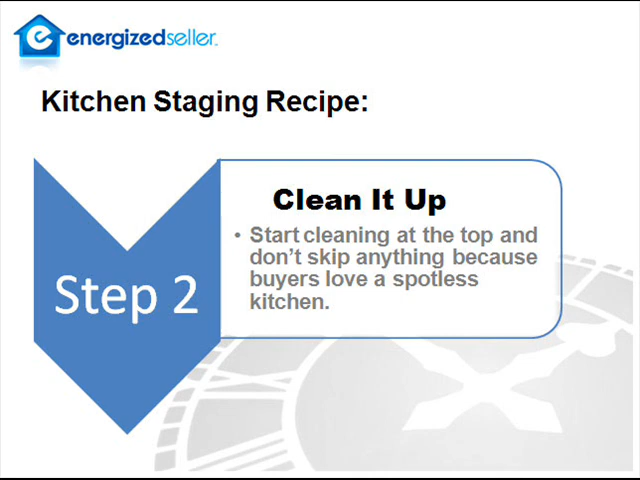 energizedseller.
Kitchen Staging Recipe:
Step 2
Clean It Up
• Start cleaning at the top and
don't skip anything because
buyers love a spotless
kitchen.